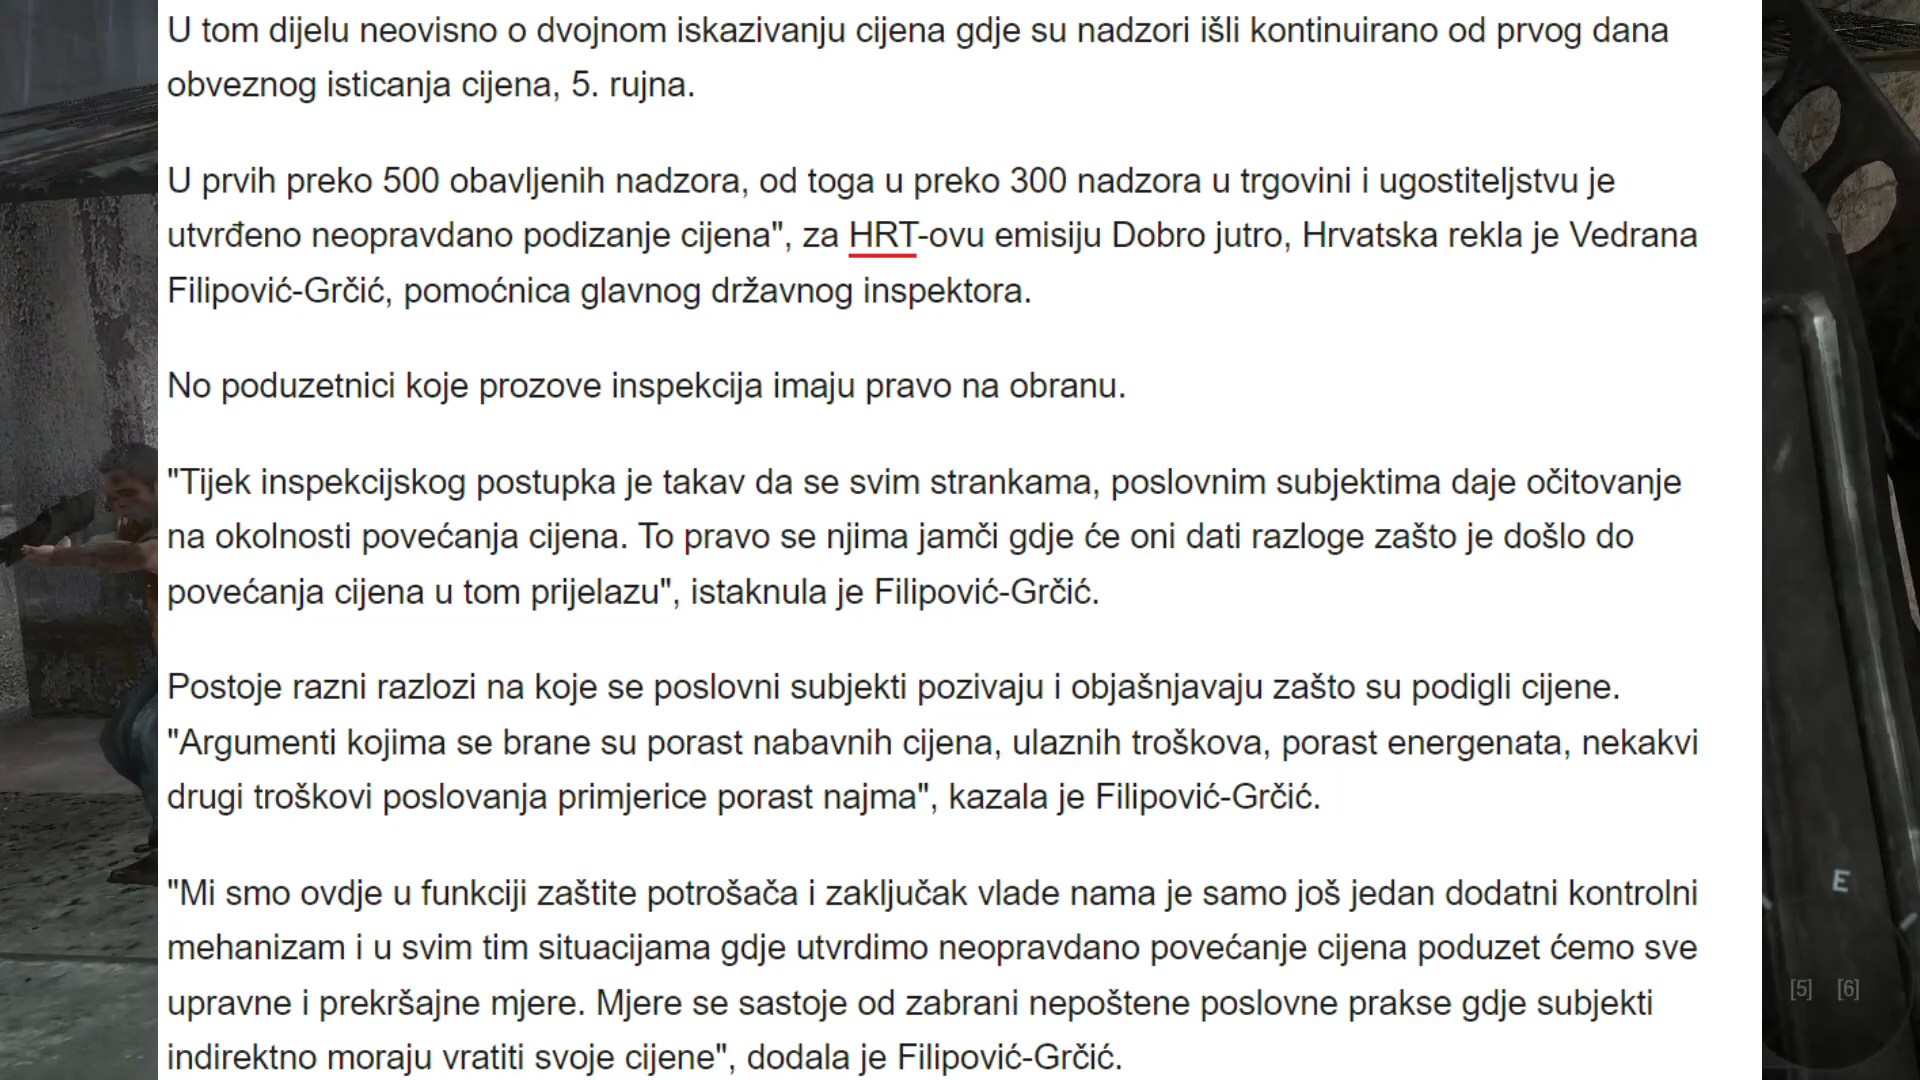 U tom dijelu neovisno o dvojnom iskazivanju cijena gdje su nadzori išli kontinuirano od prvog dana
obveznog isticanja cijena, 5. rujna.
U prvih preko 500 obavljenih nadzora, od toga u preko 300 nadzora u trgovini i ugostiteljstvu je
utvrđeno neopravdano podizanje cijena", za HRT-ovu emisiju Dobro jutro, Hrvatska rekla je Vedrana
Filipović-Grčić, pomoćnica glavnog državnog inspektora.
No poduzetnici koje prozove inspekcija imaju pravo na obranu.
"Tijek inspekcijskog postupka je takav da se svim strankama, poslovnim subjektima daje očitovanje
na okolnosti povećanja cijena. To pravo se njima jamči gdje će oni dati razloge zašto je došlo do
povećanja cijena u tom prijelazu", istaknula je Filipović-Grčić.
Postoje razni razlozi na koje se poslovni subjekti pozivaju i objašnjavaju zašto su podigli cijene.
"Argumenti kojima se brane su porast nabavnih cijena, ulaznih troškova, porast energenata, nekakvi
drugi troškovi poslovanja primjerice porast najma", kazala je Filipović-Grčić.
"Mi smo ovdje u funkciji zaštite potrošača i zaključak vlade nama je samo još jedan dodatni kontrolni
mehanizam i u svim tim situacijama gdje utvrdimo neopravdano povećanje cijena poduzet ćemo sve
upravne i prekršajne mjere. Mjere se sastoje od zabrani nepoštene poslovne prakse gdje subjekti
indirektno moraju vratiti svoje cijene", dodala je Filipović-Grčić.
E
[5] [6]